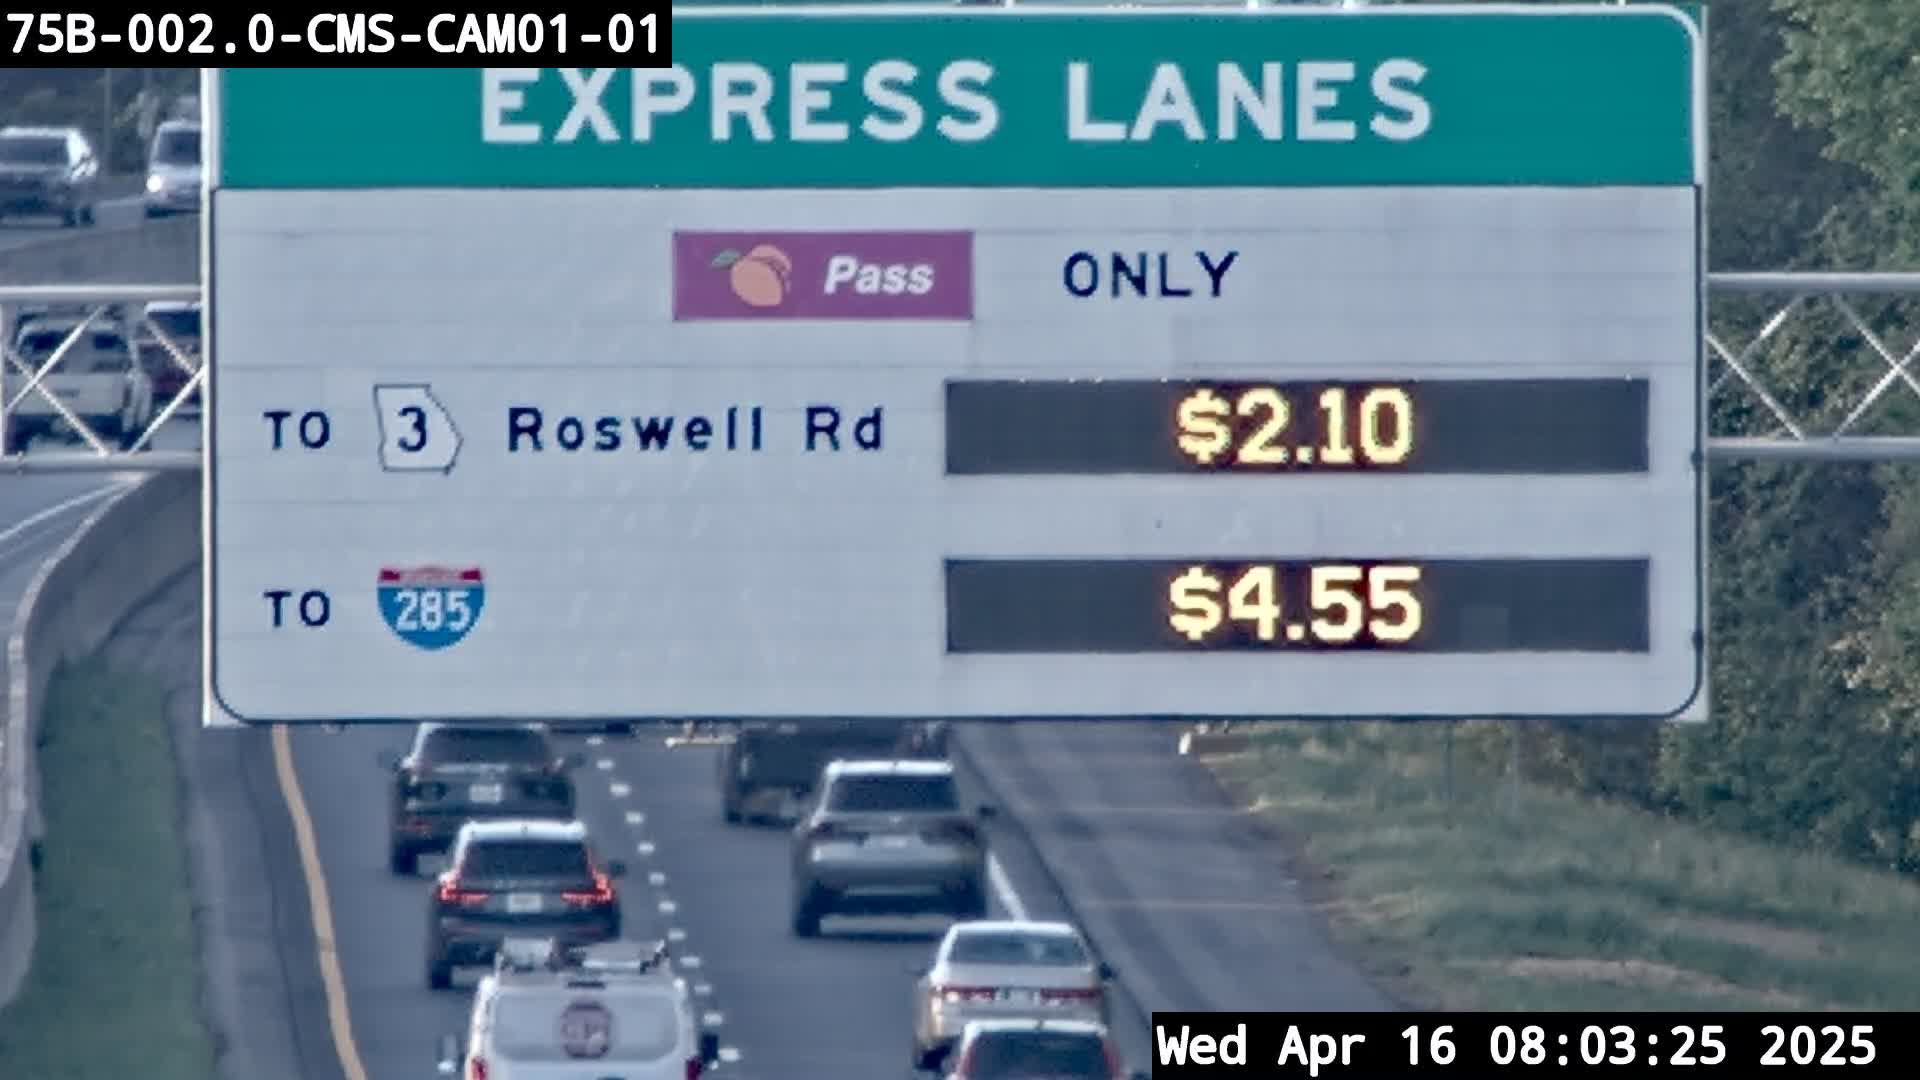 75B-002.0-CMS-CAM01-01
EXPRESS LANES
Pass ONLY
TO 3 Roswell Rd $2.10
TO 285 $4.55
Wed Apr 16 08:03:25 2025